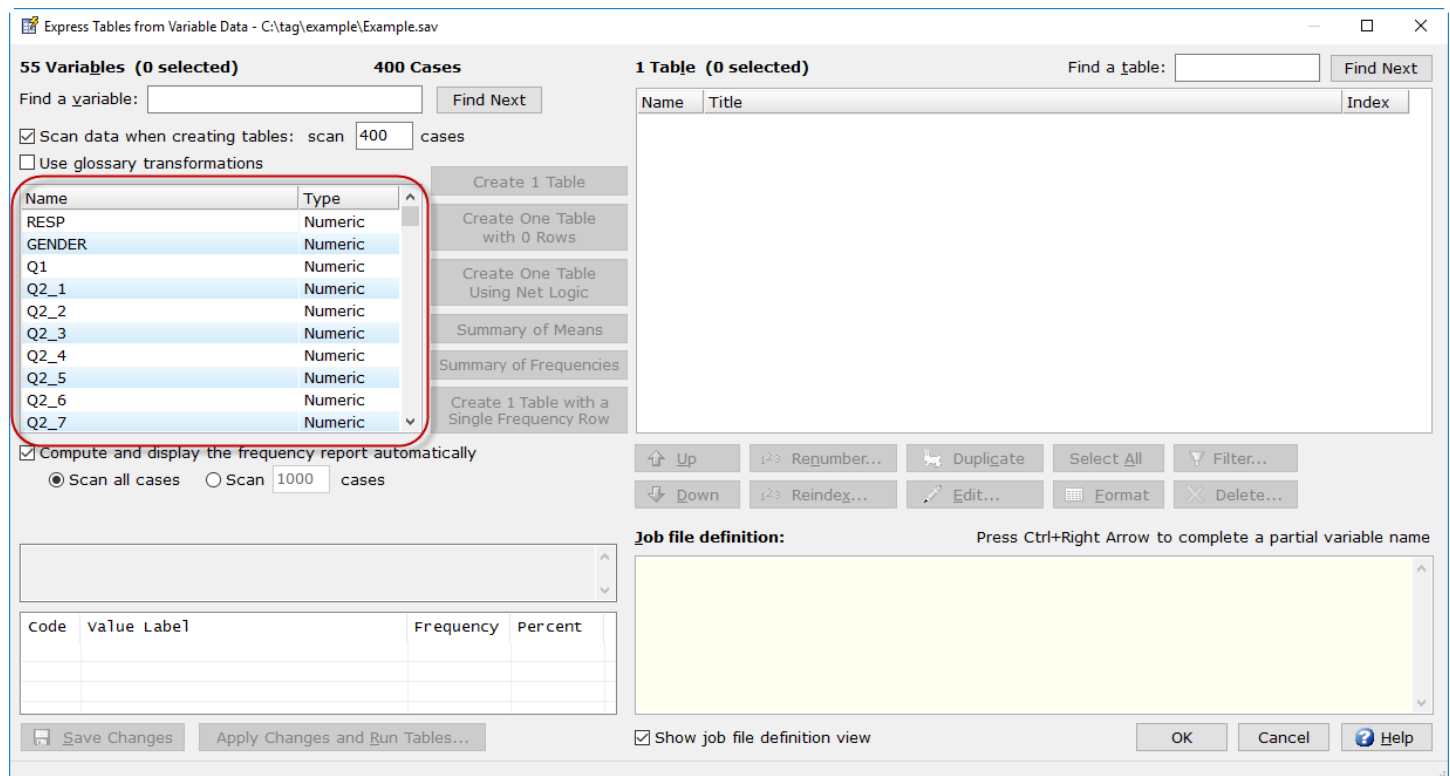 Express Tables from Variable Data - C:\tag\example\Example.sav
55 Variables (0 selected) 400 Cases
Find a variable: Find Next
Scan data when creating tables: scan 400 cases
Use glossary transformations
Name Type
RESP Numeric
GENDER Numeric
Q1 Numeric
Q2_1 Numeric
Q2_2 Numeric
Q2_3 Numeric
Q2_4 Numeric
Q2_5 Numeric
Q2_6 Numeric
Q2_7 Numeric
Create 1 Table
Create One Table
with 0 Rows
Create One Table
Using Net Logic
Summary of Means
Summary of Frequencies
Create 1 Table with a
Single Frequency Row
Compute and display the frequency report automatically
Scan all cases Scan 1000 cases
Code Value Label Frequency Percent
Save Changes Apply Changes and Run Tables...
1 Table (0 selected) Find a table: Find Next
Name Title Index
Up Renumber... Duplicate Select All Filter...
Down Reindex... Edit... Format Delete...
Job file definition: Press Ctrl+Right Arrow to complete a partial variable name
Show job file definition view OK Cancel Help